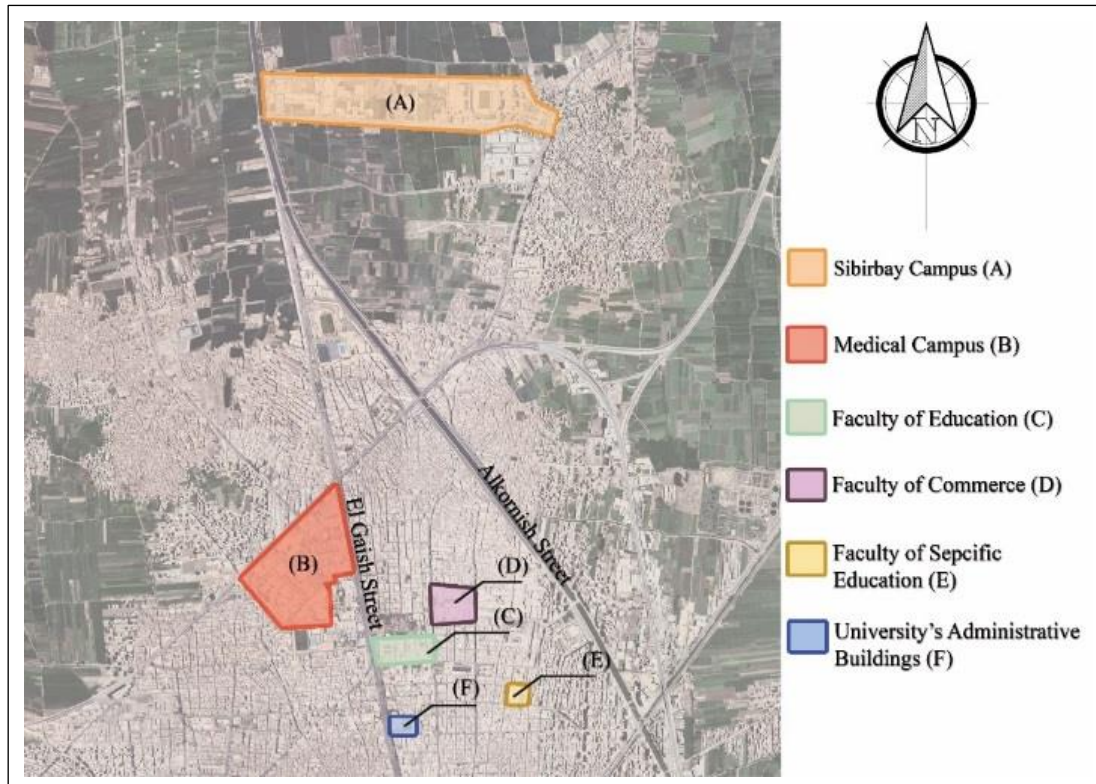 (A)
El Gaish Street
Alkornish Street
(B)
(D)
(C)
(E)
(F)
N
Sibirbay Campus (A)
Medical Campus (B)
Faculty of Education (C)
Faculty of Commerce (D)
Faculty of Sepcific
Education (E)
University’s Administrative
Buildings (F)